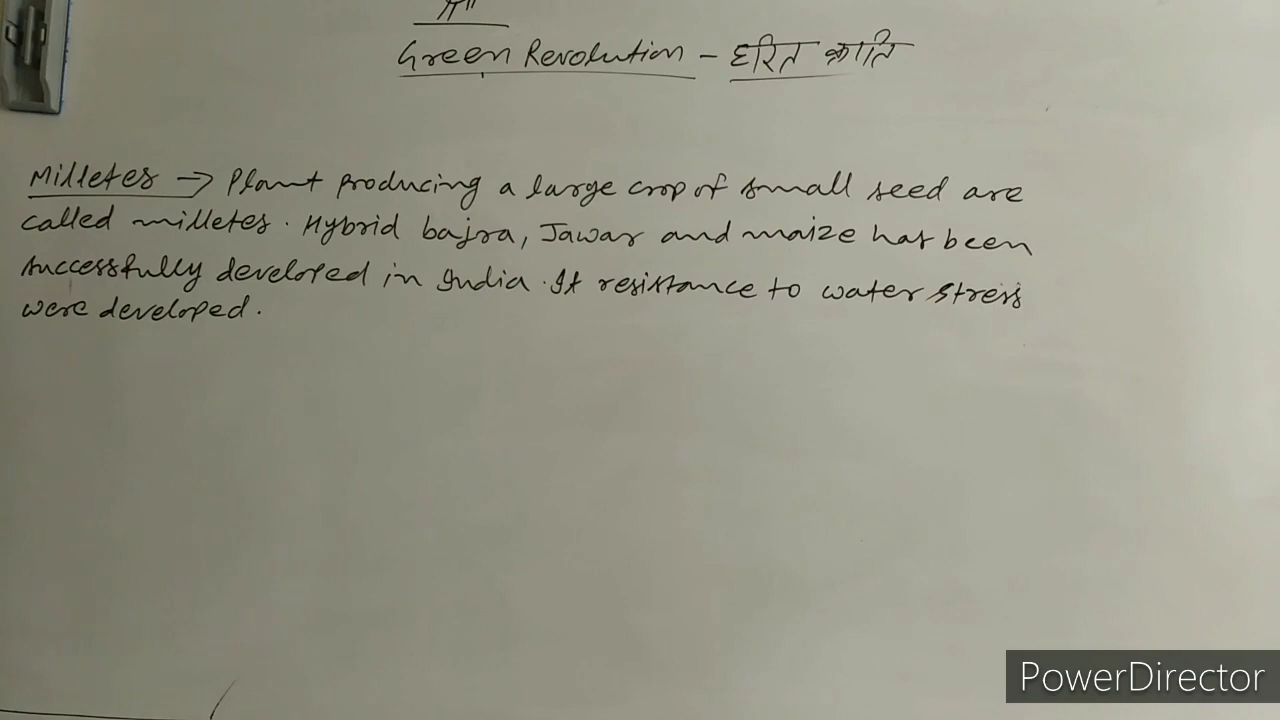 Green Revolution - हरित क्रान्ति
Milletes → Plant producing a large crop of small seed are
called milletes. Hybrid bajra, Jawar and maize has been
successfully developed in India. It resistance to water stress
were developed.
PowerDirector